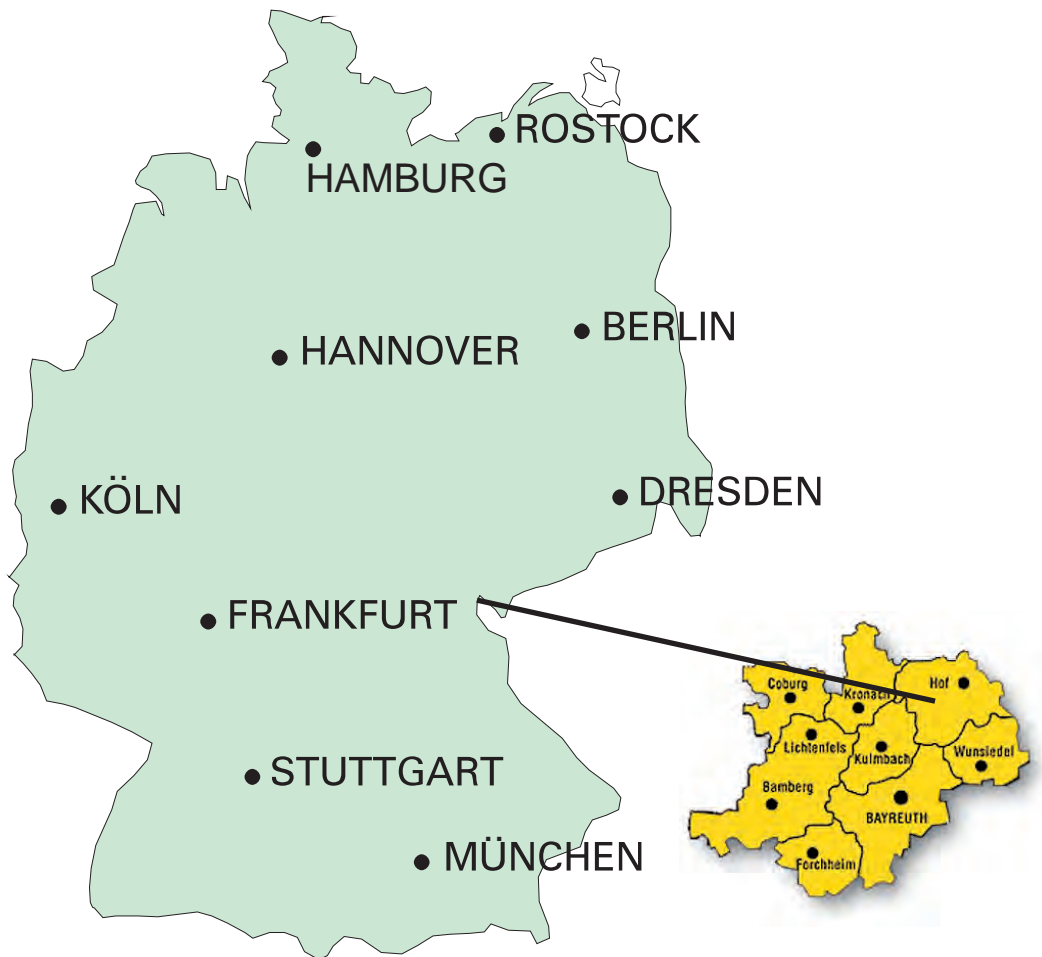 ROSTOCK
HAMBURG
BERLIN
HANNOVER
DRESDEN
KÖLN
FRANKFURT
STUTTGART
MÜNCHEN
Coburg
Kronach
Hof
Lichtenfels
Kulmbach
Wunsiedel
Bamberg
BAYREUTH
Forchheim